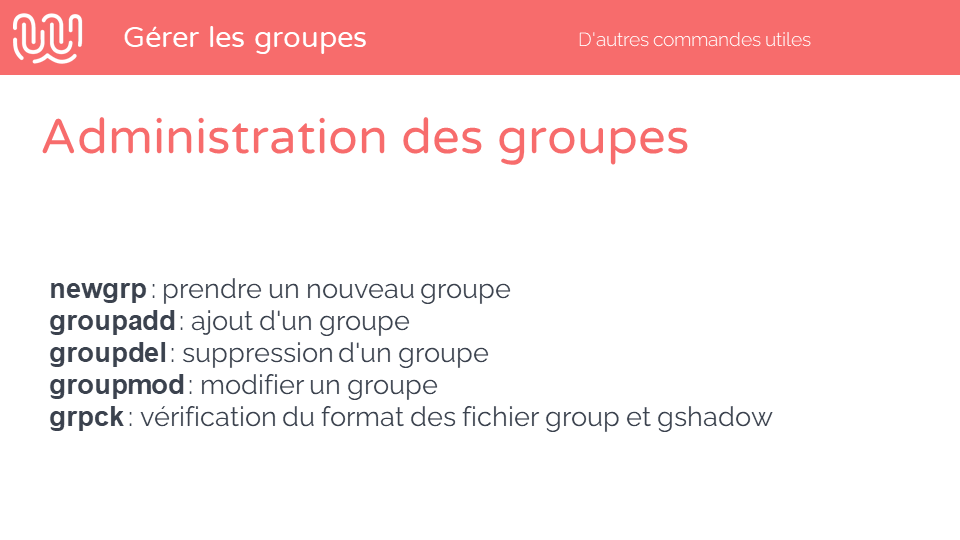 Gérer les groupes
D'autres commandes utiles
Administration des groupes
newgrp : prendre un nouveau groupe
groupadd : ajout d'un groupe
groupdel : suppression d'un groupe
groupmod : modifier un groupe
grpck : vérification du format des fichier group et gshadow